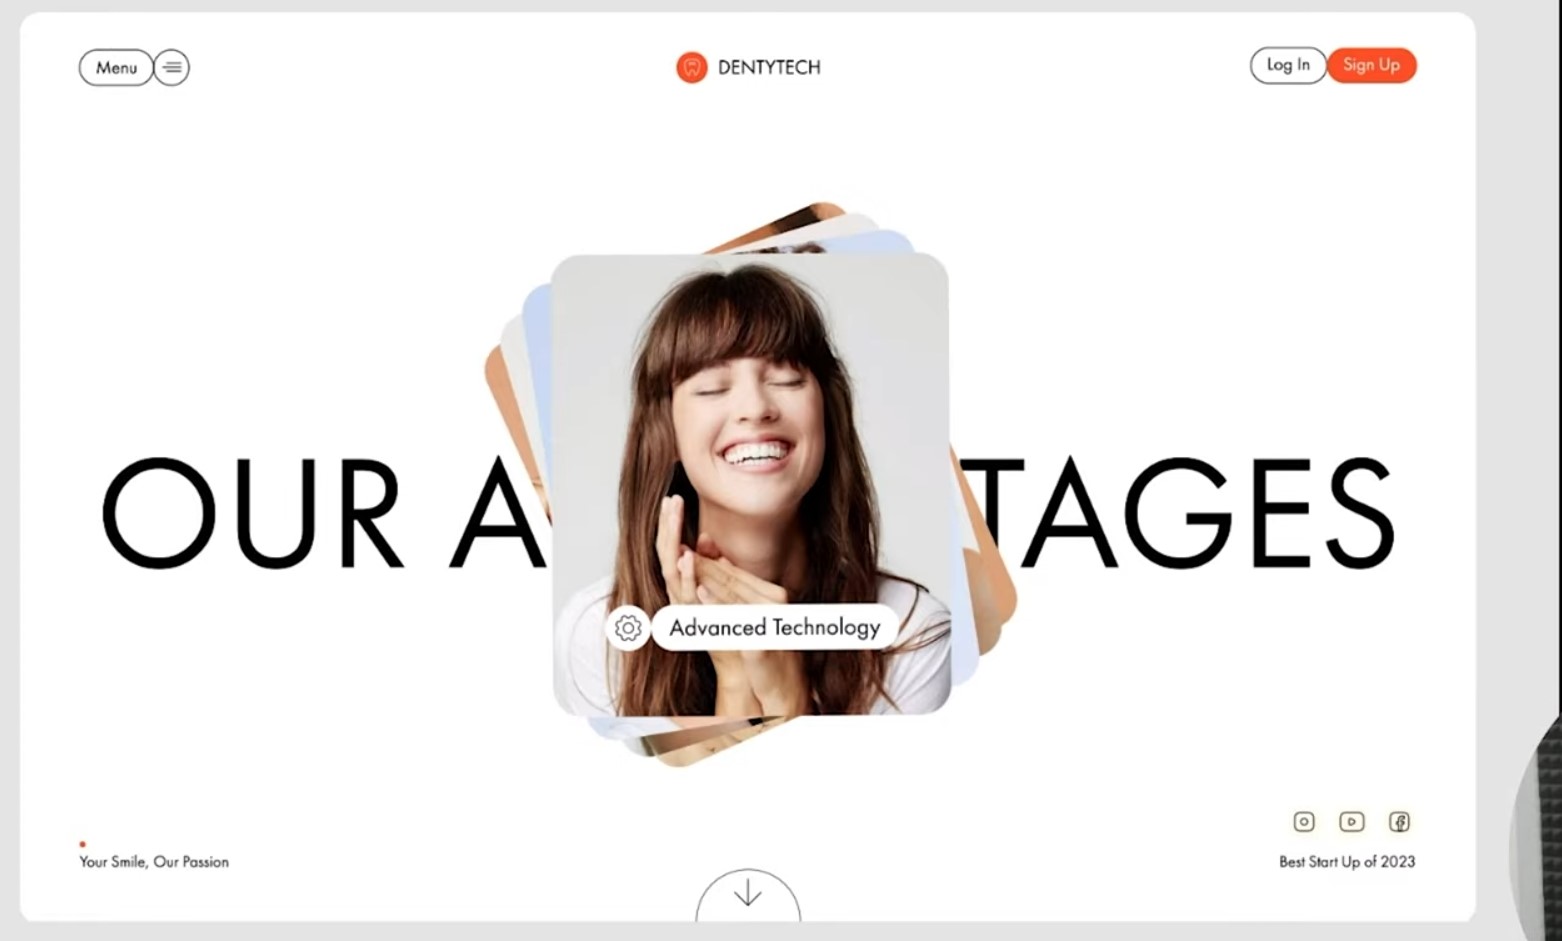 Menu
DENTYTECH
Log In
Sign Up
OUR A TAGES
Advanced Technology
Your Smile, Our Passion
Best Start Up of 2023